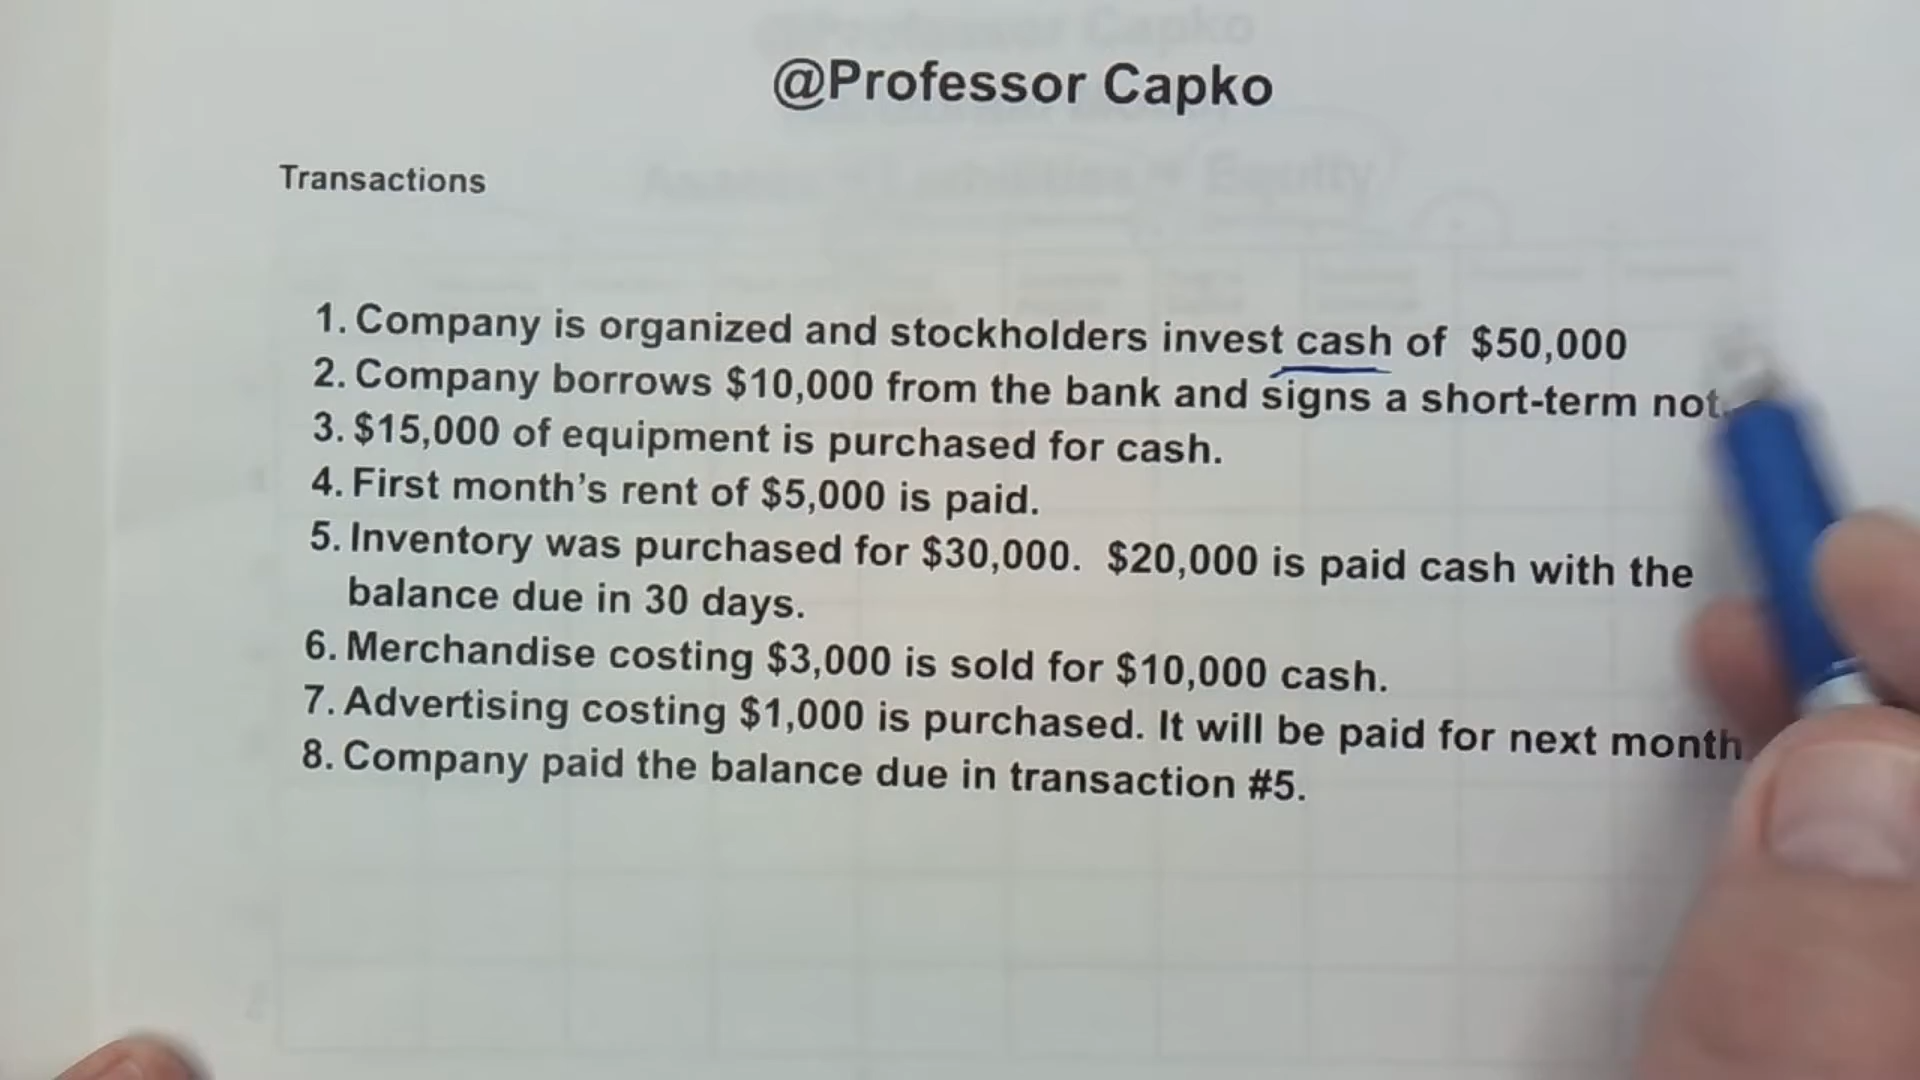 @Professor Capko
Transactions
Assets = Liabilities + Equity
1. Company is organized and stockholders invest cash of $50,000
2. Company borrows $10,000 from the bank and signs a short-term
3. $15,000 of equipment is purchased for cash.
4. First month's rent of $5,000 is paid.
5. Inventory was purchased for $30,000. $20,000 is paid cash with the
balance due in 30 days.
6. Merchandise costing $3,000 is sold for $10,000 cash.
7. Advertising costing $1,000 is purchased. It will be paid for next month
8. Company paid the balance due in transaction #5.